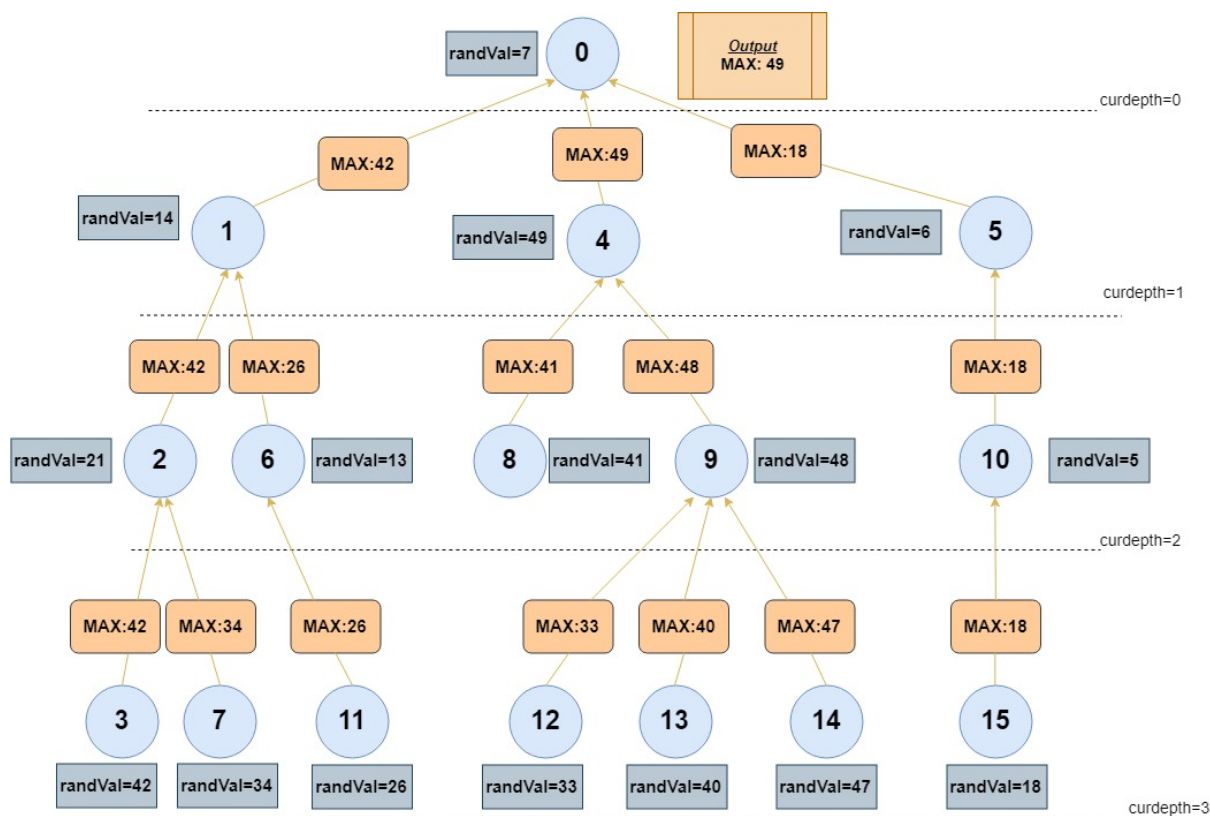 randVal=7
0
Output
MAX: 49
curdepth=0
MAX:42
MAX:49
MAX:18
randVal=14
1
randVal=49
4
randVal=6
5
curdepth=1
MAX:42
MAX:26
MAX:41
MAX:48
MAX:18
randVal=21
2
6
randVal=13
8
randVal=41
9
randVal=48
10
randVal=5
curdepth=2
MAX:42
MAX:34
MAX:26
MAX:33
MAX:40
MAX:47
MAX:18
3
7
11
12
13
14
15
randVal=42
randVal=34
randVal=26
randVal=33
randVal=40
randVal=47
randVal=18
curdepth=3